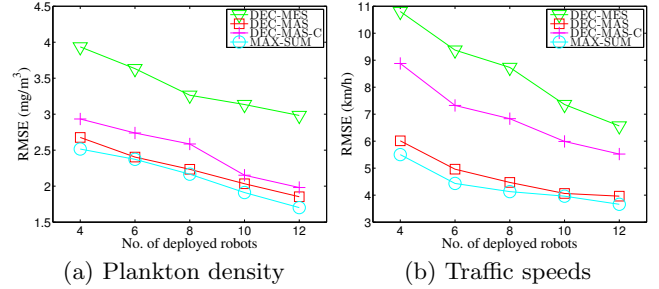 4.5
4
3.5
3
2.5
2
1.5
RMSE (mg/m³)
DEC-MES
DEC-MAS
DEC-MAS-C
MAX-SUM
4 6 8 10 12
No. of deployed robots
(a) Plankton density
11
10
9
8
7
6
5
4
3
RMSE (km/h)
DEC-MES
DEC-MAS
DEC-MAS-C
MAX-SUM
4 6 8 10 12
No. of deployed robots
(b) Traffic speeds